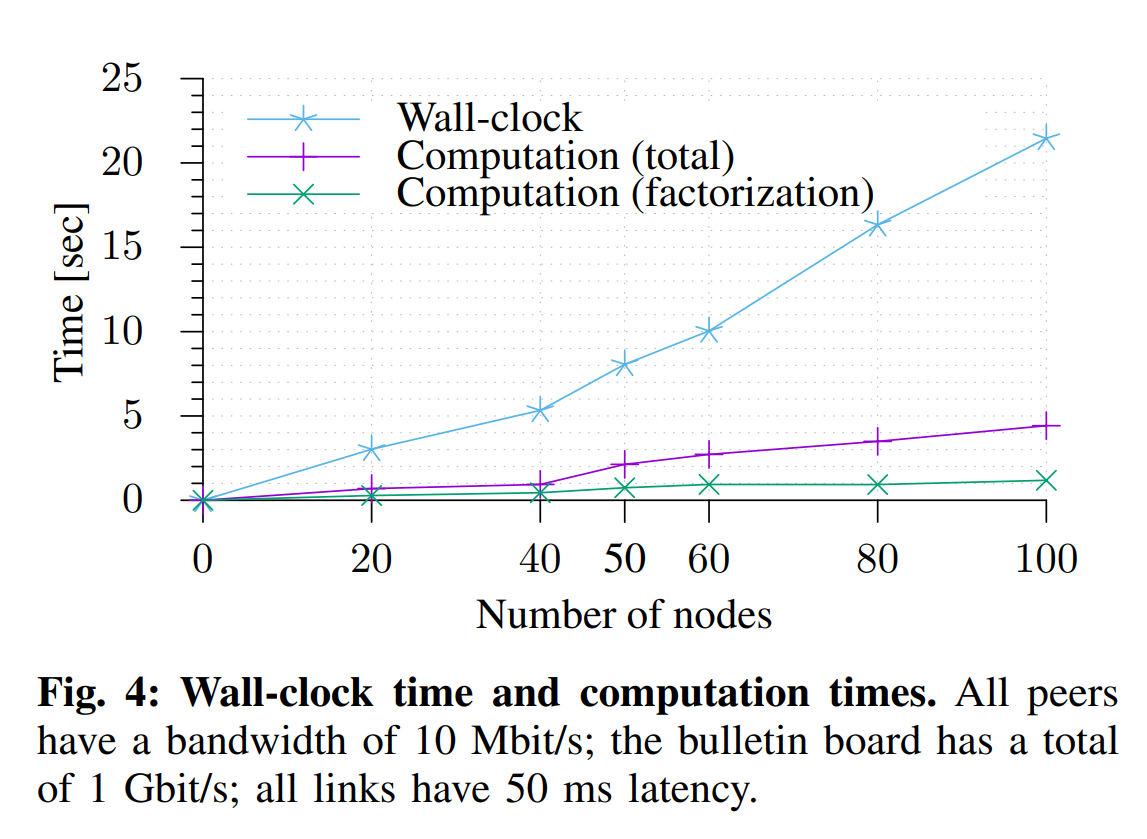 25
Wall-clock
Computation (total)
20
Computation (factorization)
15
Time [sec]
10
5
0
0 20 40 50 60 80 100
Number of nodes
Fig. 4: Wall-clock time and computation times. All peers
have a bandwidth of 10 Mbit/s; the bulletin board has a total
of 1 Gbit/s; all links have 50 ms latency.